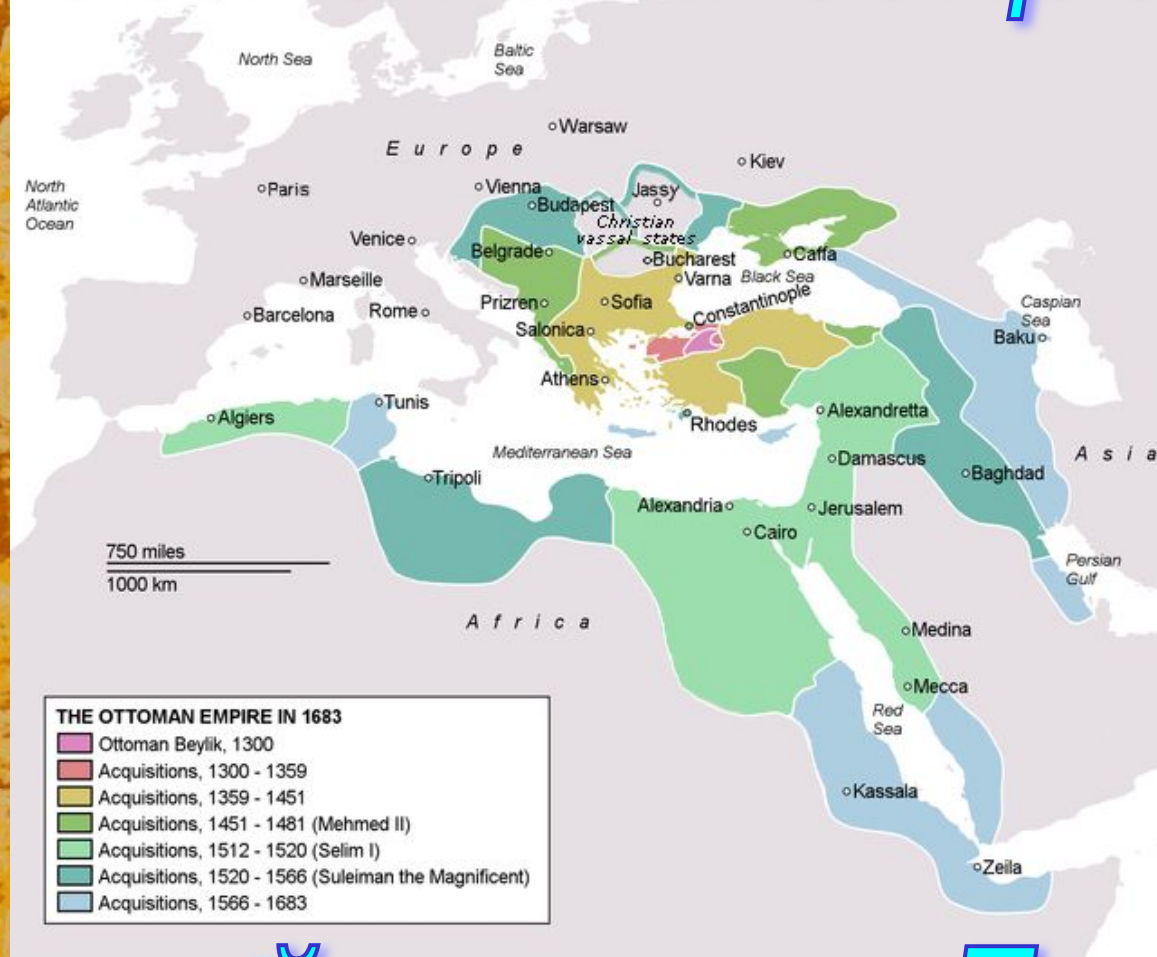 North Sea
Baltic
Sea
Warsaw
Europe
Kiev
North
Atlantic
Ocean
Paris
Vienna
Jassy
Budapest
Christian
vassal states
Venice
Belgrade
Bucharest
Caffa
Marseille
Varna
Black Sea
Barcelona
Rome
Prizren
Sofia
Constantinople
Caspian
Sea
Salonica
Baku
Athens
Tunis
Algiers
Alexandretta
Rhodes
Mediterranean Sea
Damascus
Asia
Tripoli
Baghdad
Alexandria
Jerusalem
Cairo
750 miles
1000 km
Persian
Gulf
Africa
Medina
Mecca
Red
Sea
Kassala
Zeila
THE OTTOMAN EMPIRE IN 1683
Ottoman Beylik, 1300
Acquisitions, 1300 - 1359
Acquisitions, 1359 - 1451
Acquisitions, 1451 - 1481 (Mehmed II)
Acquisitions, 1512 - 1520 (Selim I)
Acquisitions, 1520 - 1566 (Suleiman the Magnificent)
Acquisitions, 1566 - 1683